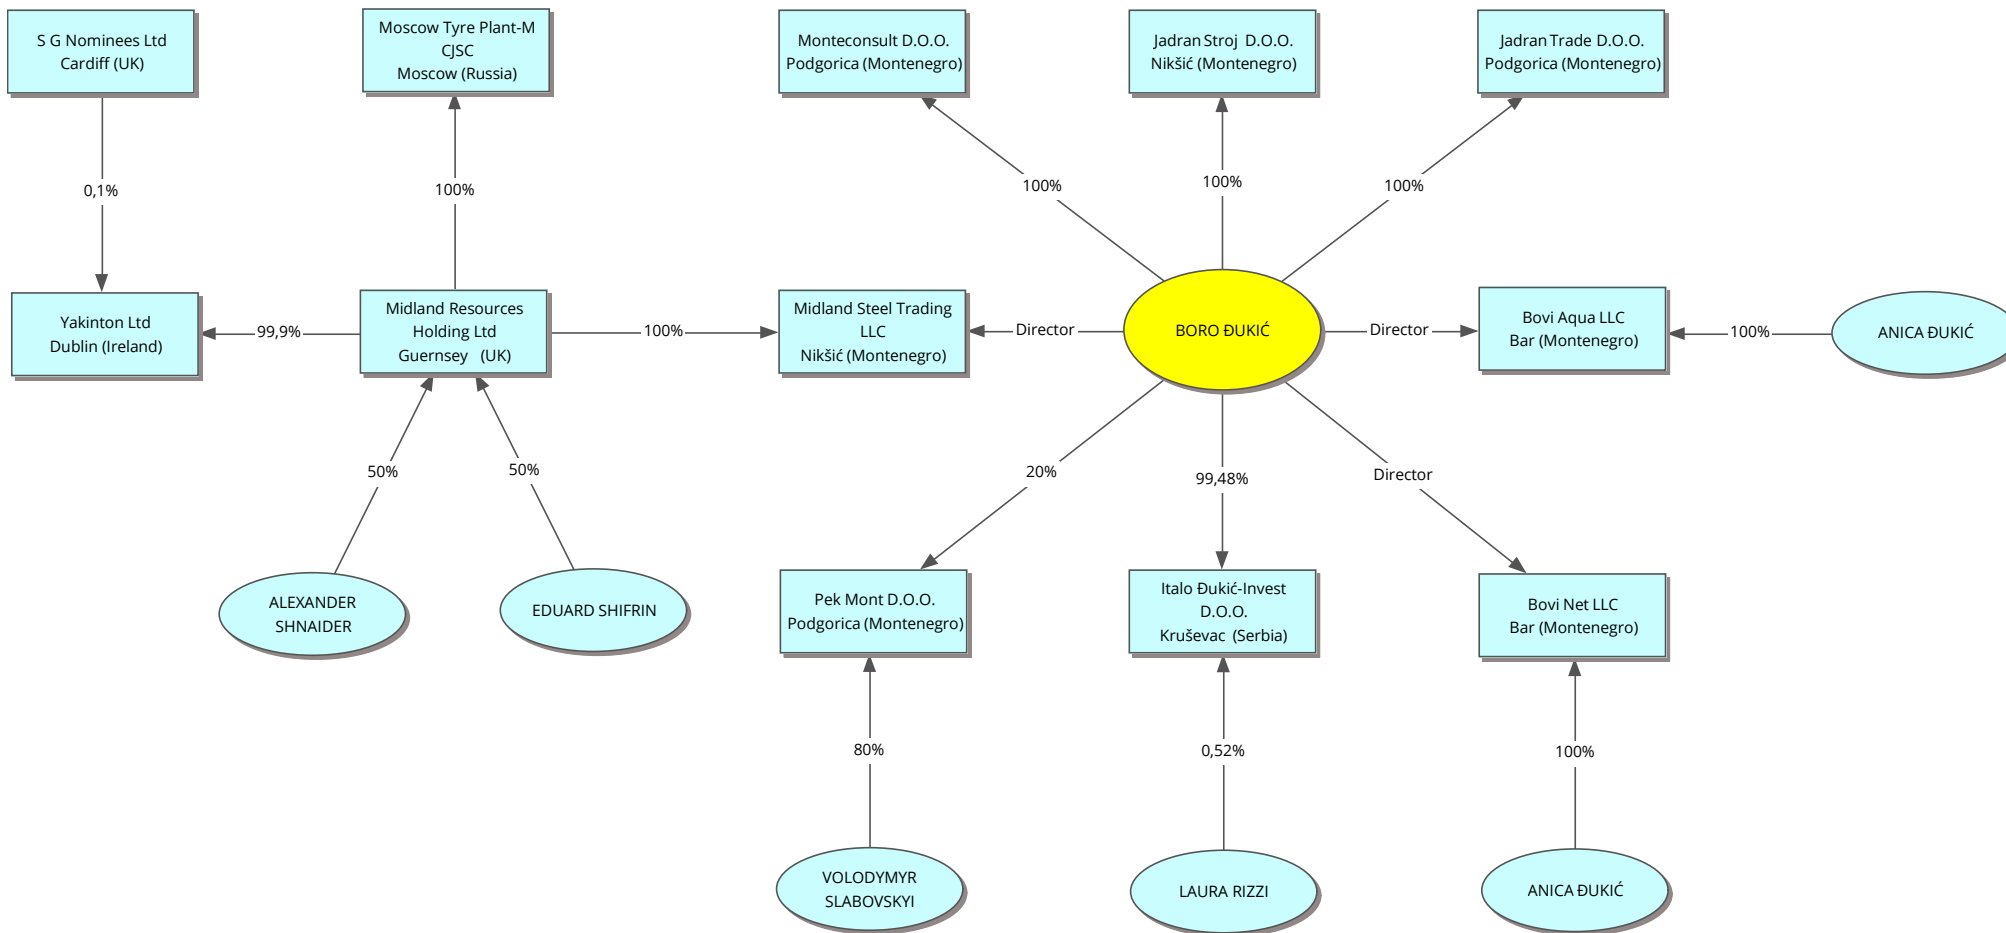 S G Nominees Ltd
Cardiff (UK)
Moscow Tyre Plant-M
CJSC
Moscow (Russia)
Monteconsult D.O.O.
Podgorica (Montenegro)
Jadran Stroj D.O.O.
Nikšić (Montenegro)
Jadran Trade D.O.O.
Podgorica (Montenegro)
0,1%
100%
100%
100%
100%
Yakinton Ltd
Dublin (Ireland)
99,9%
Midland Resources
Holding Ltd
Guernsey (UK)
100%
Midland Steel Trading
LLC
Nikšić (Montenegro)
Director
BORO ĐUKIĆ
Director
Bovi Aqua LLC
Bar (Montenegro)
100%
ANICA ĐUKIĆ
50%
50%
20%
99,48%
Director
ALEXANDER
SHNAIDER
EDUARD SHIFRIN
Pek Mont D.O.O.
Podgorica (Montenegro)
Italo Đukić-Invest
D.O.O.
Kruševac (Serbia)
Bovi Net LLC
Bar (Montenegro)
80%
0,52%
100%
VOLODYMYR
SLABOVSKYI
LAURA RIZZI
ANICA ĐUKIĆ